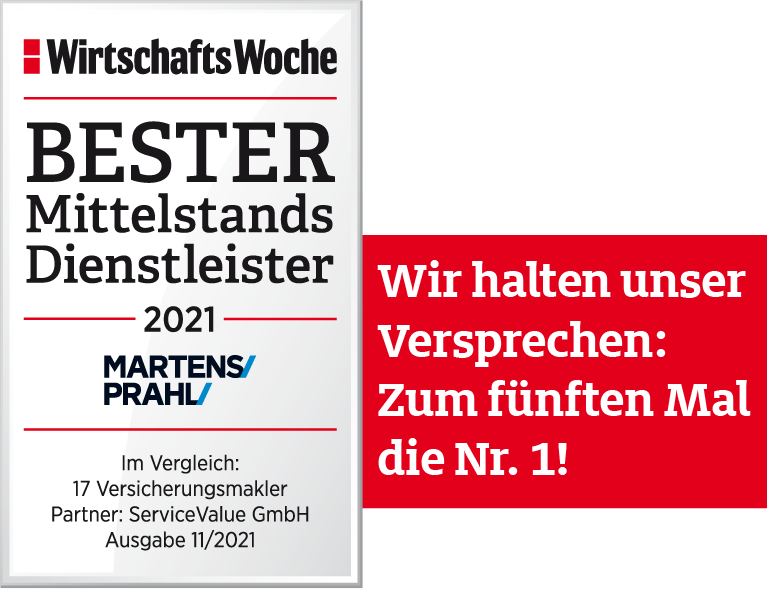 WirtschaftsWoche
BESTER
Mittelstands
Dienstleister
2021
MARTENS/
PRAHL/
Im Vergleich:
17 Versicherungsmakler
Partner: ServiceValue GmbH
Ausgabe 11/2021
Wir halten unser
Versprechen:
Zum fünften Mal
die Nr. 1!